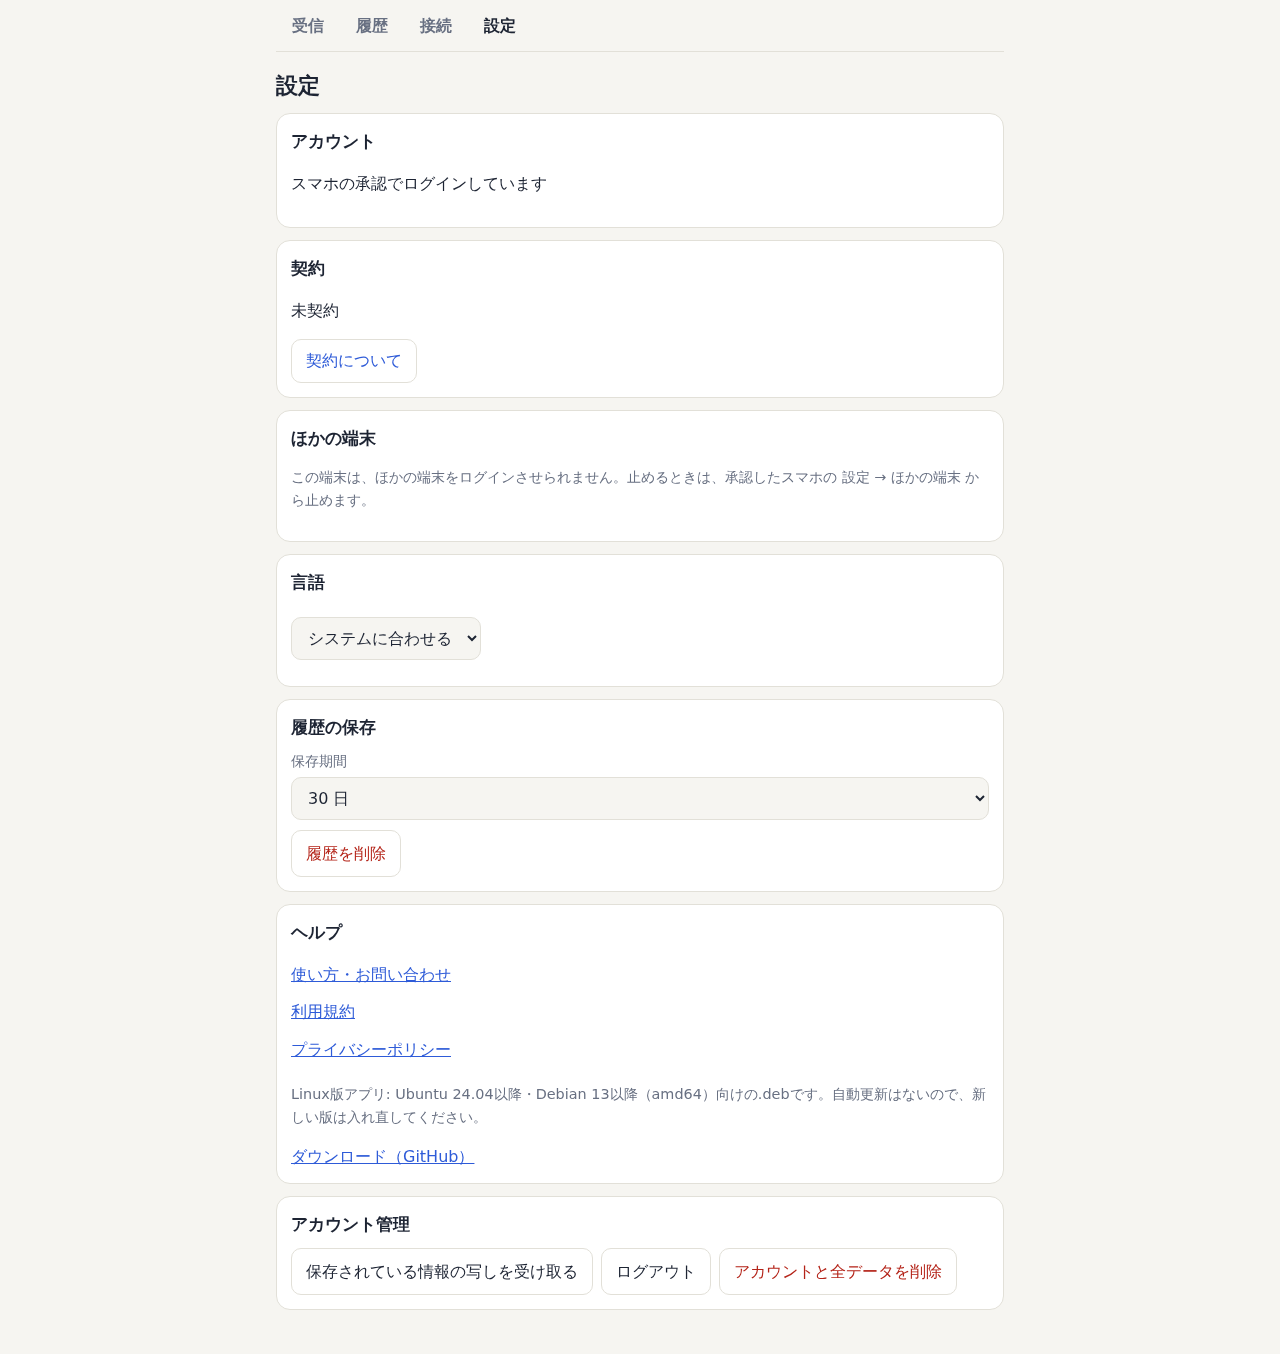 受信 履歴 接続 設定
設定
アカウント
スマホの承認でログインしています
契約
未契約
契約について
ほかの端末
この端末は、ほかの端末をログインさせられません。止めるときは、承認したスマホの 設定 → ほかの端末 か
ら止めます。
言語
システムに合わせる
履歴の保存
保存期間
30 日
履歴を削除
ヘルプ
使い方・お問い合わせ
利用規約
プライバシーポリシー
Linux版アプリ: Ubuntu 24.04以降・Debian 13以降（amd64）向けの.debです。自動更新はないので、新
しい版は入れ直してください。
ダウンロード（GitHub）
アカウント管理
保存されている情報の写しを受け取る ログアウト アカウントと全データを削除